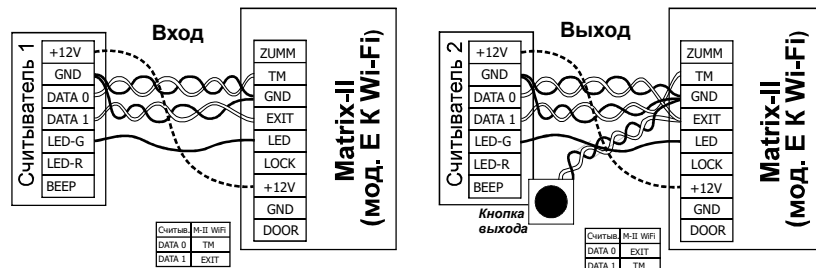 Вход
Считыватель 1
+12V
GND
DATA 0
DATA 1
LED-G
LED-R
BEEP
ZUMM
TM
GND
EXIT
LED
LOCK
+12V
GND
DOOR
Matrix-II
(мод. E K Wi-Fi)
Считыв. M-II WiFi
DATA 0 TM
DATA 1 EXIT
Выход
Считыватель 2
+12V
GND
DATA 0
DATA 1
LED-G
LED-R
BEEP
Кнопка
выхода
ZUMM
TM
GND
EXIT
LED
LOCK
+12V
GND
DOOR
Matrix-II
(мод. E K Wi-Fi)
Считыв. M-II WiFi
DATA 0 EXIT
DATA 1 TM